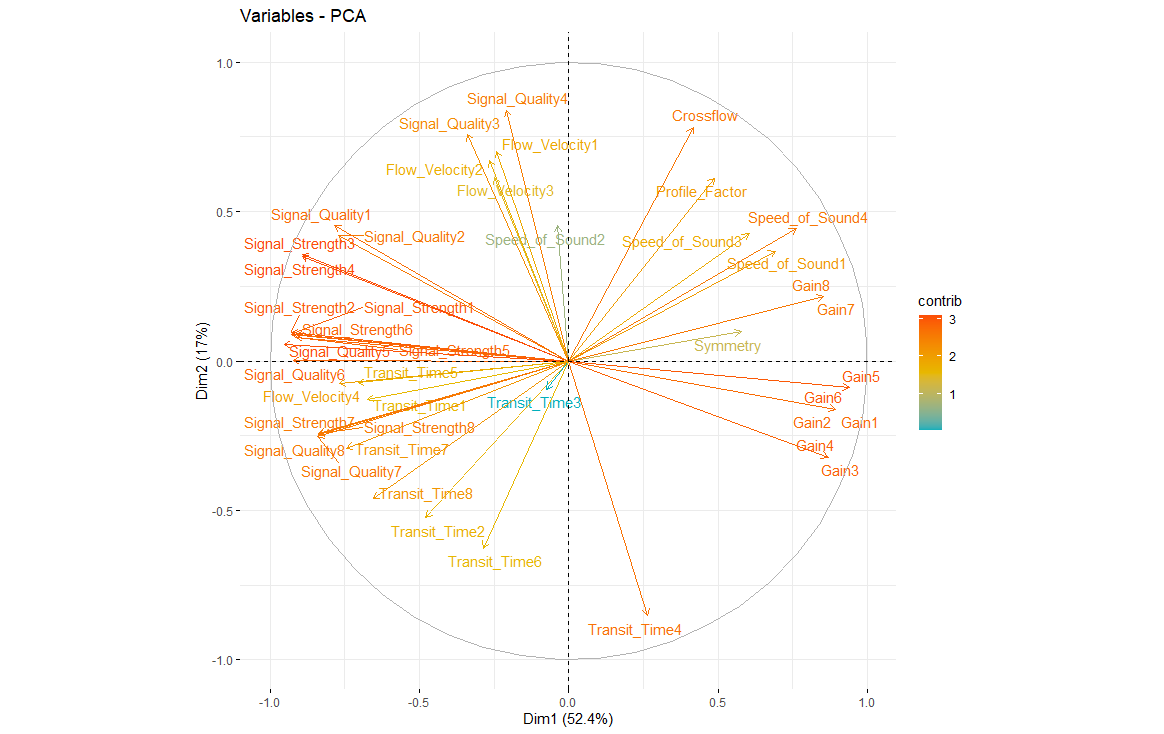 Variables - PCA
1.0
0.5
0.0
-0.5
-1.0
Dim2 (17%)
Signal_Quality4
Crossflow
Signal_Quality3
Flow_Velocity1
Flow_Velocity2
Flow_Velocity3
Profile_Factor
Signal_Quality1
Speed_of_Sound4
Signal_Quality2
Speed_of_Sound2
Speed_of_Sound3
Signal_Strength3
Speed_of_Sound1
Signal_Strength4
Gain8
Signal_Strength2
Signal_Strength1
Gain7
Signal_Strength6
Symmetry
Signal_Quality5
Signal_Strength5
Signal_Quality6
Transit_Time5
Gain5
Flow_Velocity4
Transit_Time1
Transit_Time3
Gain6
Signal_Strength7
Signal_Strength8
Gain2
Gain1
Signal_Quality8
Transit_Time7
Gain4
Signal_Quality7
Gain3
Transit_Time8
Transit_Time2
Transit_Time6
Transit_Time4
-1.0
-0.5
0.0
0.5
1.0
Dim1 (52.4%)
contrib
3
2
1